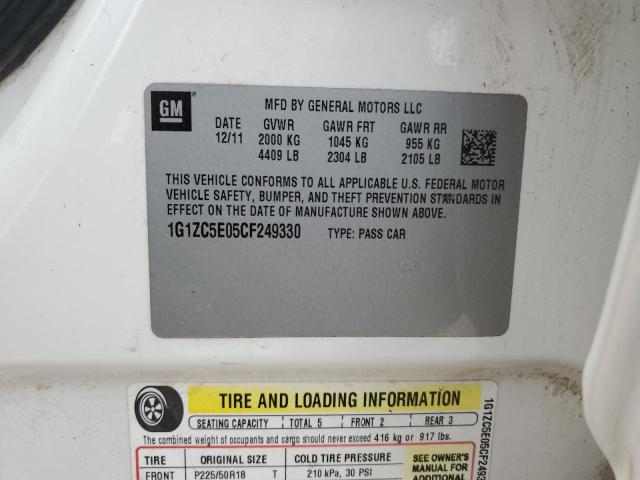 GM
MFD BY GENERAL MOTORS LLC
DATE GVWR GAWR FRT GAWR RR
12/11 2000 KG 1045 KG 955 KG
4409 LB 2304 LB 2105 LB
THIS VEHICLE CONFORMS TO ALL APPLICABLE U.S. FEDERAL MOTOR
VEHICLE SAFETY, BUMPER, AND THEFT PREVENTION STANDARDS IN
EFFECT ON THE DATE OF MANUFACTURE SHOWN ABOVE.
1G1ZC5E05CF249330 TYPE: PASS CAR
TIRE AND LOADING INFORMATION
SEATING CAPACITY TOTAL 5 FRONT 2 REAR 3
The combined weight of occupants and cargo should never exceed 416 kg or 917 lbs.
TIRE ORIGINAL SIZE COLD TIRE PRESSURE
FRONT P225/50R18 T 210 kPa, 30 PSI
SEE OWNER'S
MANUAL FOR
ADDITIONAL
1G1ZC5E05CF2493